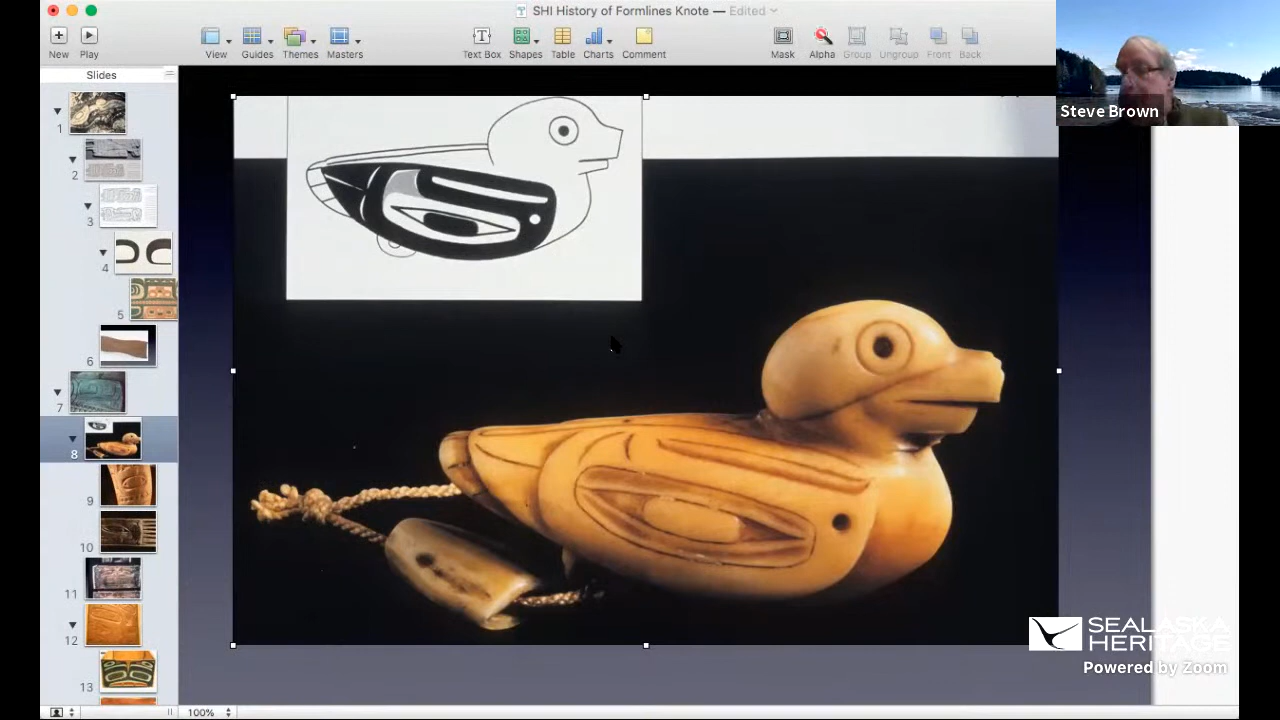 SHI History of Formlines Knote — Edited
New Play View Guides Themes Masters Text Box Shapes Table Charts Comment Mask Alpha Group Ungroup Front Back
Slides
Steve Brown
1
2
3
4
5
6
7
8
9
10
11
12
13
SEALASKA
HERITAGE
Powered by Zoom
100%